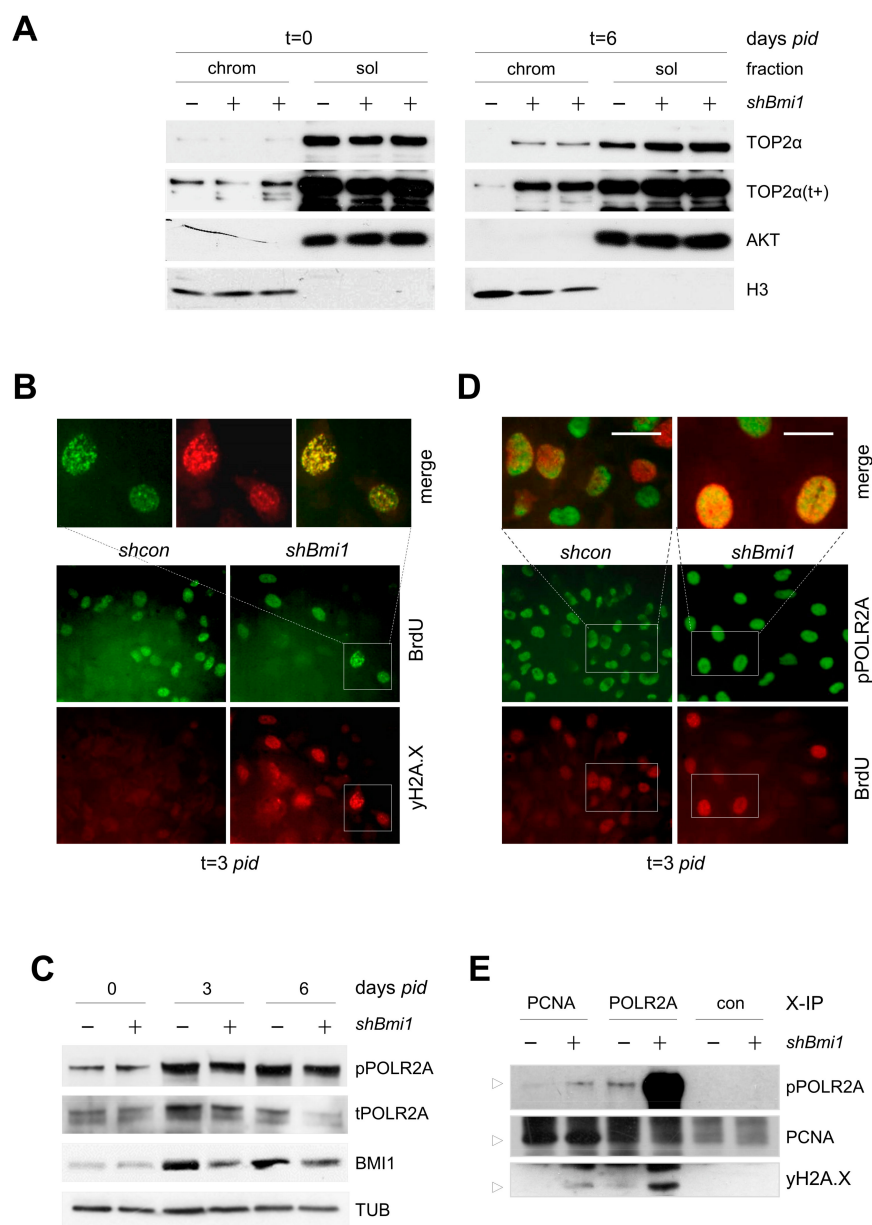 A
t=0 t=6 days pid
chrom sol chrom sol fraction
− + + − + + − + + − + + shBmi1
TOP2α
TOP2α(t+)
AKT
H3
B
merge
shcon shBmi1
BrdU
yH2A.X
t=3 pid
D
merge
shcon shBmi1
pPOLR2A
BrdU
t=3 pid
C
0 3 6 days pid
− + − + − + shBmi1
pPOLR2A
tPOLR2A
BMI1
TUB
E
PCNA POLR2A con X-IP
− + − + − + shBmi1
pPOLR2A
PCNA
yH2A.X